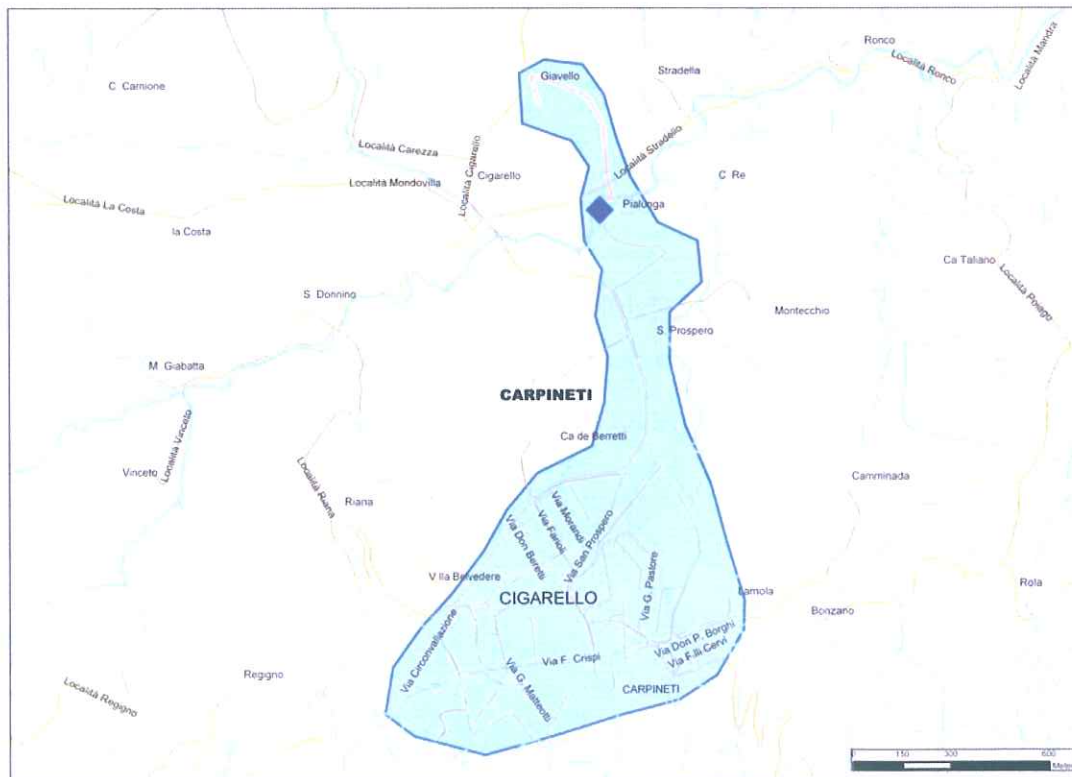 Ronco
Località Ronco
Località Mandra
Giavello
Stradella
C Carnione
Località Carezza
Località Cigarello
Cigarello
Località Stradello
C Re
Località Mondovilla
Località La Costa
la Costa
Pialunga
Ca Taliano
Località Poiago
S Donnino
Montecchio
S Prospero
M Giabatta
CARPINETI
Località Vinceto
Vinceto
Ca de Berretti
Località Riana
Riana
Camminada
Via Morandi
Via Farioli
Via Don Beretti
Via San Prospero
Via G. Pastore
V lla Belvedere
CIGARELLO
Lamola
Bonzano
Rola
Via Circonvallazione
Via Don P. Borghi
Via F.lli Cervi
Via F. Crispi
Via G. Matteotti
CARPINETI
Regigno
Località Regigno
0 150 300 600
Meters